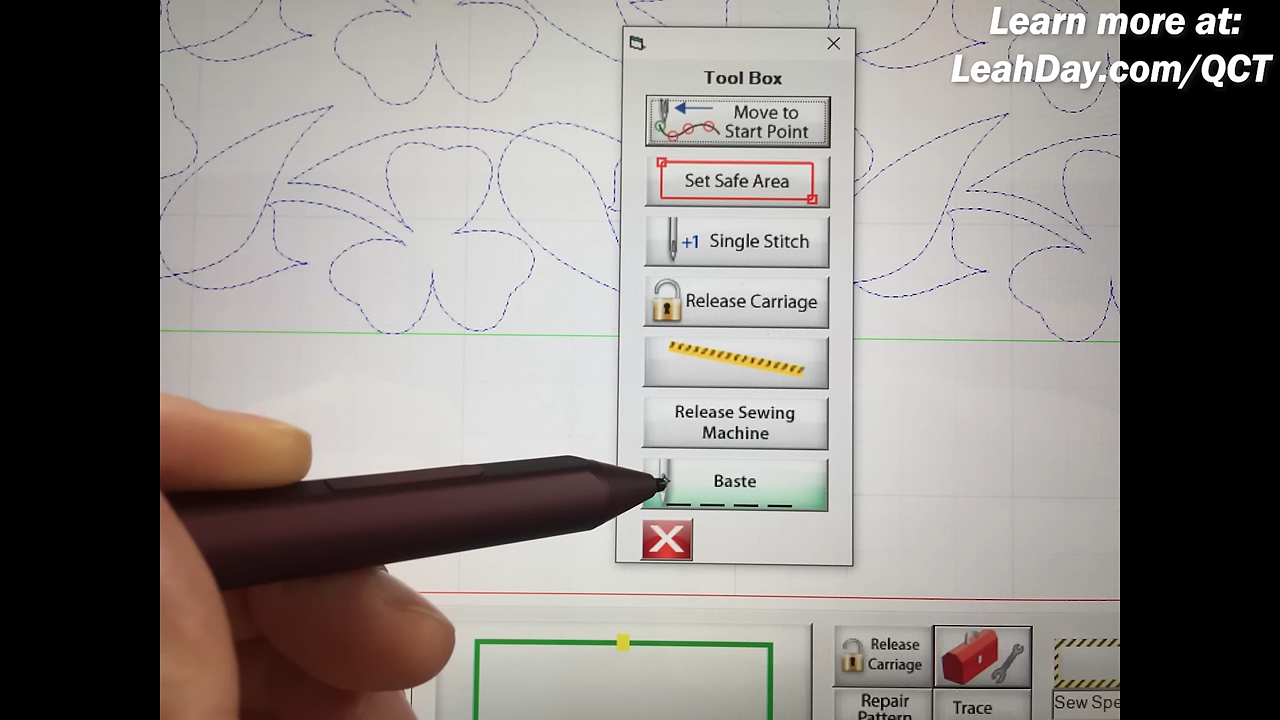 Learn more at:
LeahDay.com/QCT
Tool Box
Move to
Start Point
Set Safe Area
+1 Single Stitch
Release Carriage
Release Sewing
Machine
Baste
Release
Carriage
Repair
Pattern
Trace
Sew Spe